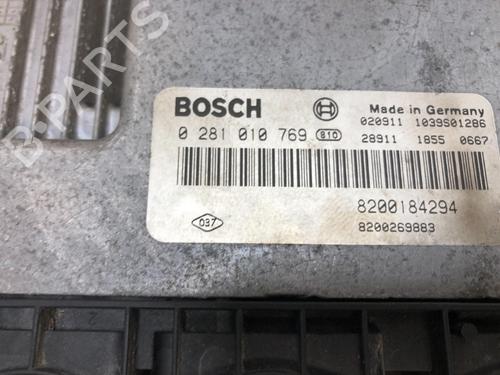 B-PARTS
BOSCH
Made in Germany
0 281 010 769 810
020911 1039S01286
28911 1855 0667
8200184294
037
8200269883